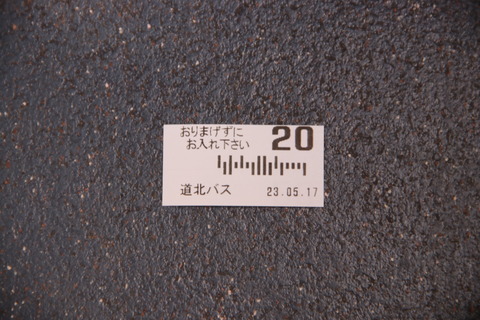 おりまげずに 20
お入れ下さい
道北バス 23.05.17